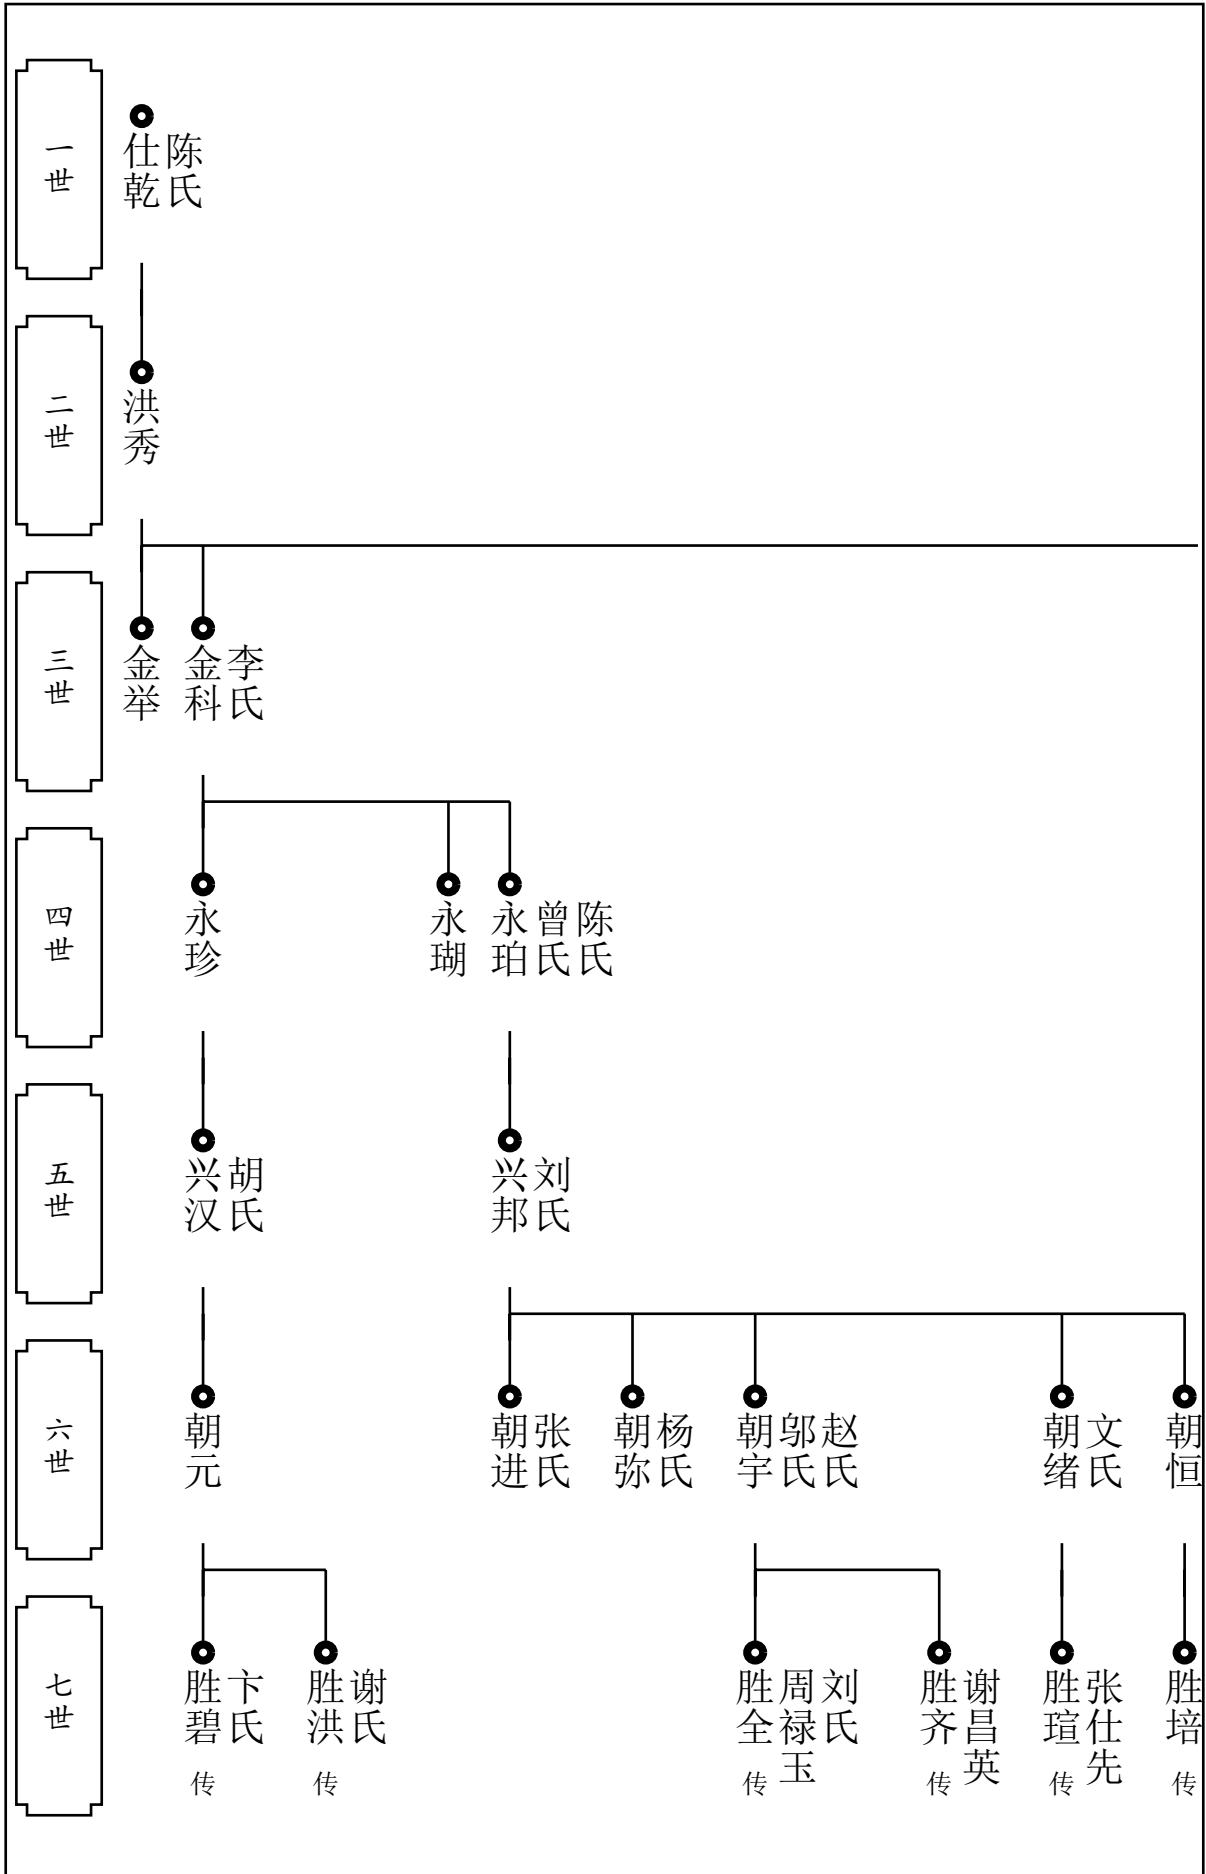 一世
仕乾
陈氏
二世
洪秀
三世
金举
金科
李氏
四世
永珍
永瑚
永珀
曾氏
陈氏
五世
兴汉
胡氏
兴邦
刘氏
六世
朝元
朝进
张氏
朝弥
杨氏
朝宇
邬氏
赵氏
朝绪
文氏
朝恒
七世
胜碧
卞氏
传
胜洪
谢氏
传
胜全
周禄玉
刘氏
传
胜齐
谢昌英
传
胜瑄
张仕先
传
胜培
传